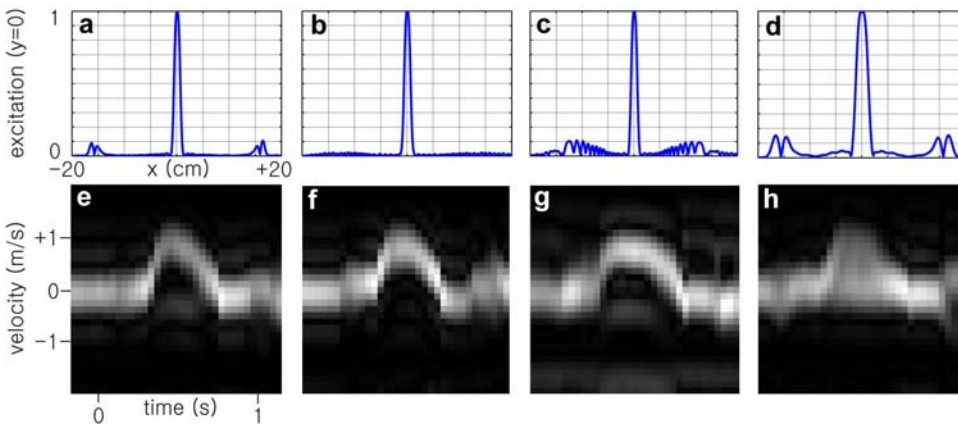 a b c d
excitation (y=0)
1
0
−20 x (cm) +20
e f g h
velocity (m/s)
+1
0
−1
0 time (s) 1